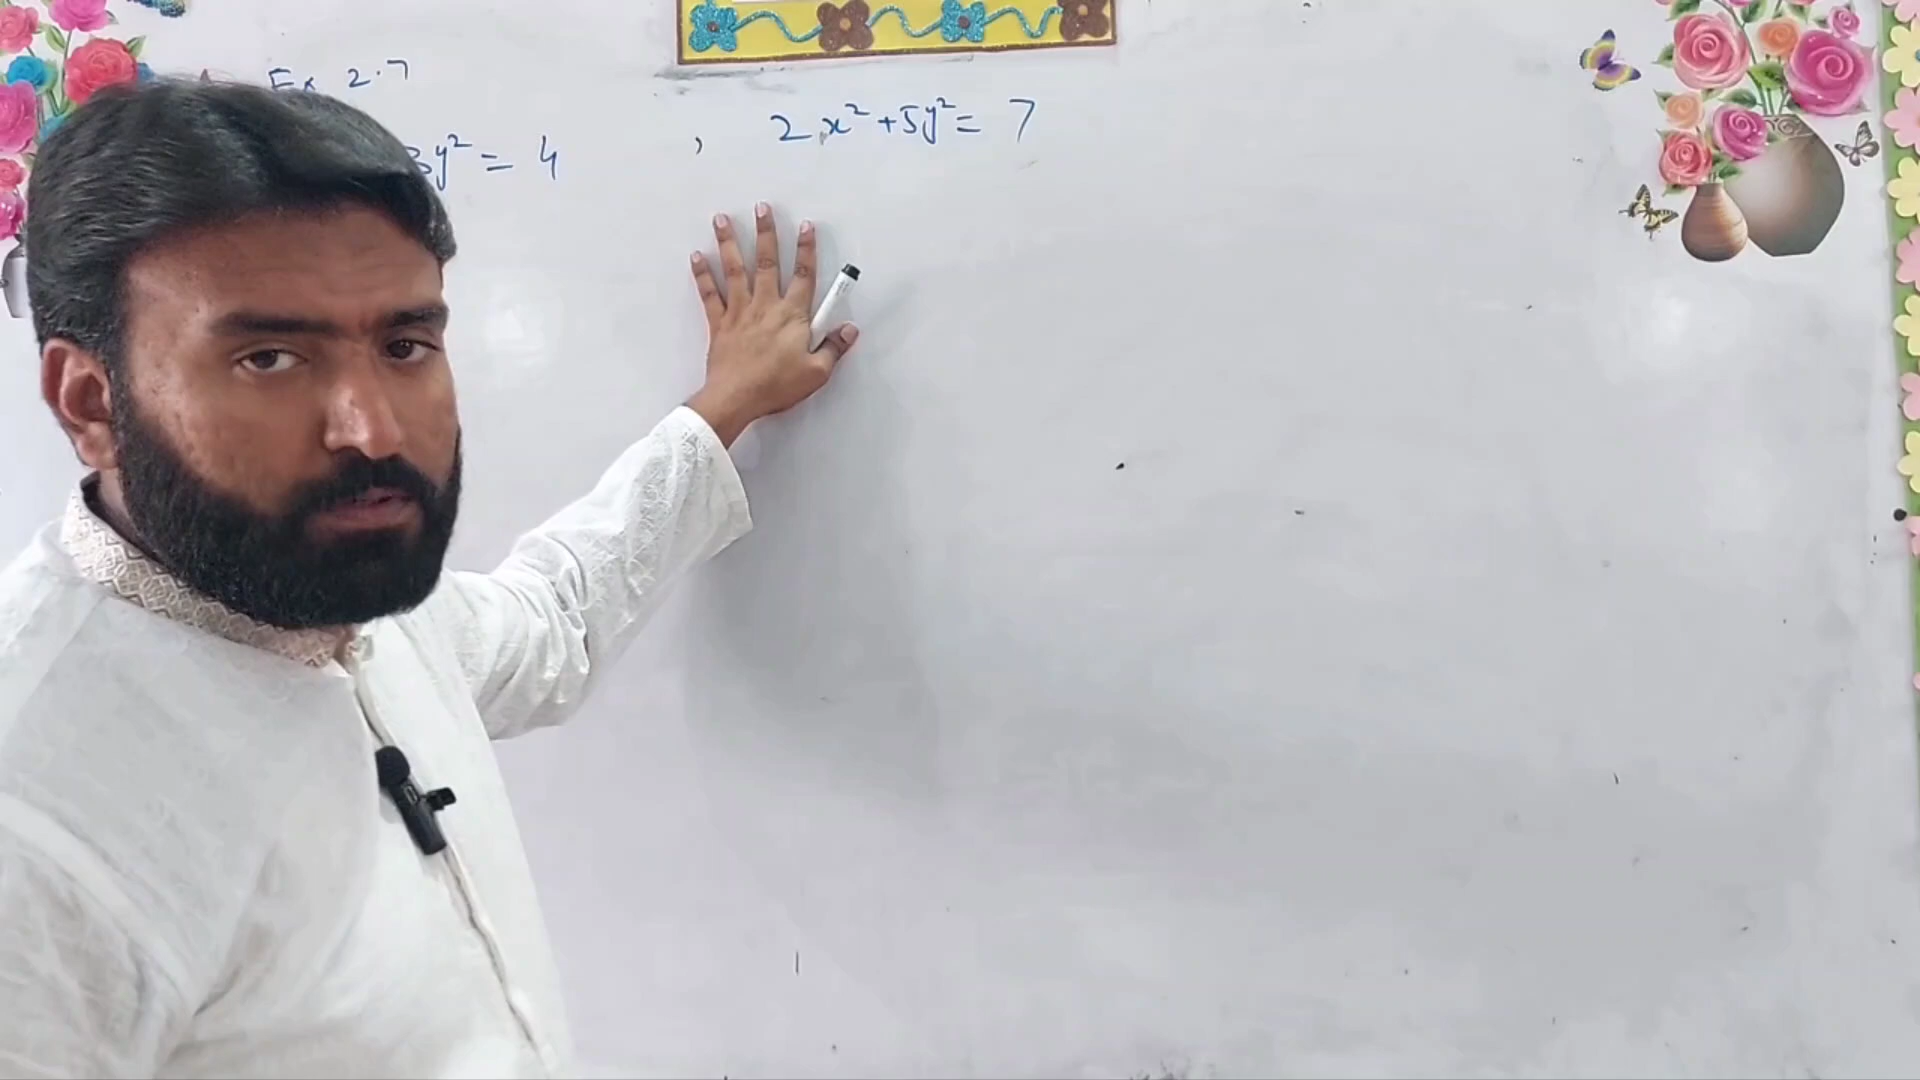 Ex 2.7
3y² = 4 , 2x² + 5y² = 7